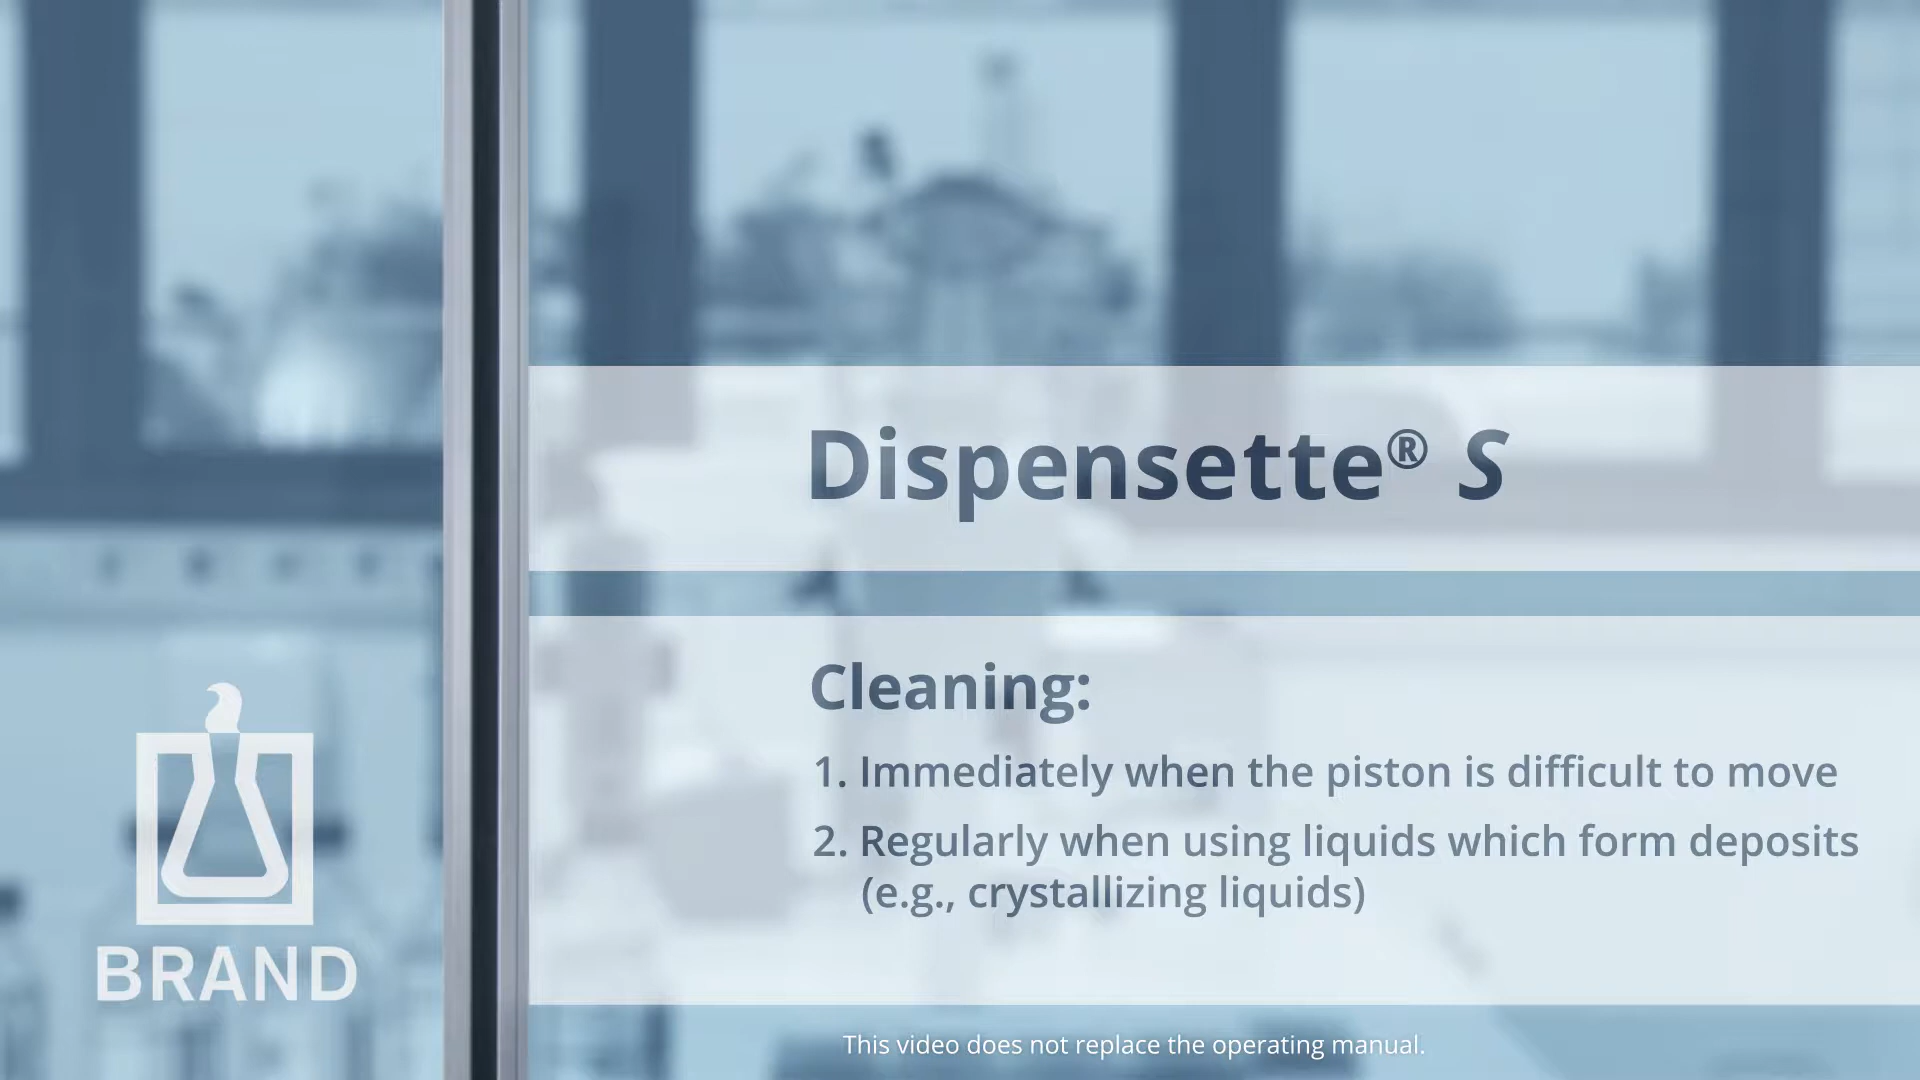 Dispensette® S
Cleaning:
1. Immediately when the piston is difficult to move
2. Regularly when using liquids which form deposits
(e.g., crystallizing liquids)
BRAND
This video does not replace the operating manual.